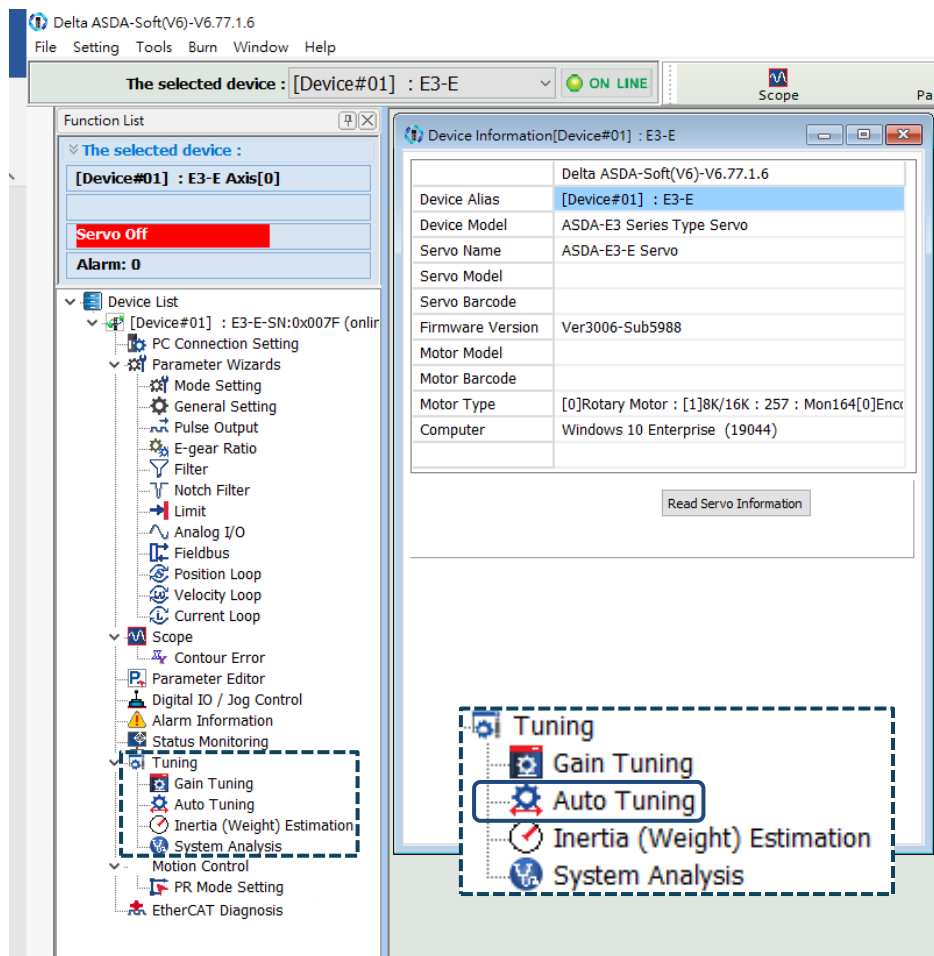 Delta ASDA-Soft(V6)-V6.77.1.6
File Setting Tools Burn Window Help
The selected device : [Device#01] : E3-E ON LINE
Scope
Pa
Function List
The selected device :
[Device#01] : E3-E Axis[0]
Servo Off
Alarm: 0
Device List
[Device#01] : E3-E-SN:0x007F (onlin
PC Connection Setting
Parameter Wizards
Mode Setting
General Setting
Pulse Output
E-gear Ratio
Filter
Notch Filter
Limit
Analog I/O
Fieldbus
Position Loop
Velocity Loop
Current Loop
Scope
Contour Error
Parameter Editor
Digital IO / Jog Control
Alarm Information
Status Monitoring
Tuning
Gain Tuning
Auto Tuning
Inertia (Weight) Estimation
System Analysis
Motion Control
PR Mode Setting
EtherCAT Diagnosis
Device Information[Device#01] : E3-E
Delta ASDA-Soft(V6)-V6.77.1.6
Device Alias [Device#01] : E3-E
Device Model ASDA-E3 Series Type Servo
Servo Name ASDA-E3-E Servo
Servo Model
Servo Barcode
Firmware Version Ver3006-Sub5988
Motor Model
Motor Barcode
Motor Type [0]Rotary Motor : [1]8K/16K : 257 : Mon164[0]Enc
Computer Windows 10 Enterprise (19044)
Read Servo Information
Tuning
Gain Tuning
Auto Tuning
Inertia (Weight) Estimation
System Analysis